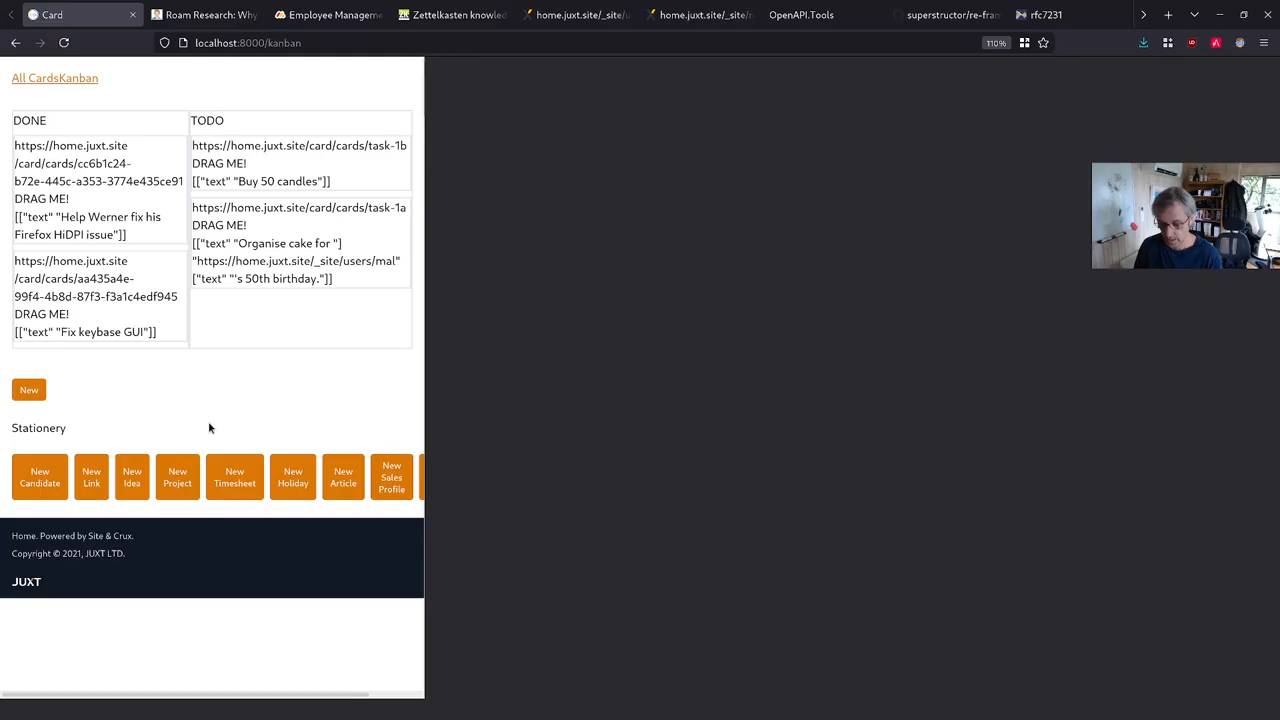 Card
Roam Research: Why
Employee Manageme
Zettelkasten knowled
home.juxt.site/_site/u
home.juxt.site/_site/r
OpenAPI.Tools
superstructor/re-fram
rfc7231
localhost:8000/kanban
110%
All CardsKanban
DONE
https://home.juxt.site
/card/cards/cc6b1c24-
b72e-445c-a353-3774e435ce91
DRAG ME!
[["text" "Help Werner fix his
Firefox HiDPI issue"]]
https://home.juxt.site
/card/cards/aa435a4e-
99f4-4b8d-87f3-f3a1c4edf945
DRAG ME!
[["text" "Fix keybase GUI"]]
TODO
https://home.juxt.site/card/cards/task-1b
DRAG ME!
[["text" "Buy 50 candles"]]
https://home.juxt.site/card/cards/task-1a
DRAG ME!
[["text" "Organise cake for "]
"https://home.juxt.site/_site/users/mal"
["text" "'s 50th birthday."]]
New
Stationery
New
Candidate
New
Link
New
Idea
New
Project
New
Timesheet
New
Holiday
New
Article
New
Sales
Profile
Home. Powered by Site & Crux.
Copyright © 2021, JUXT LTD.
JUXT